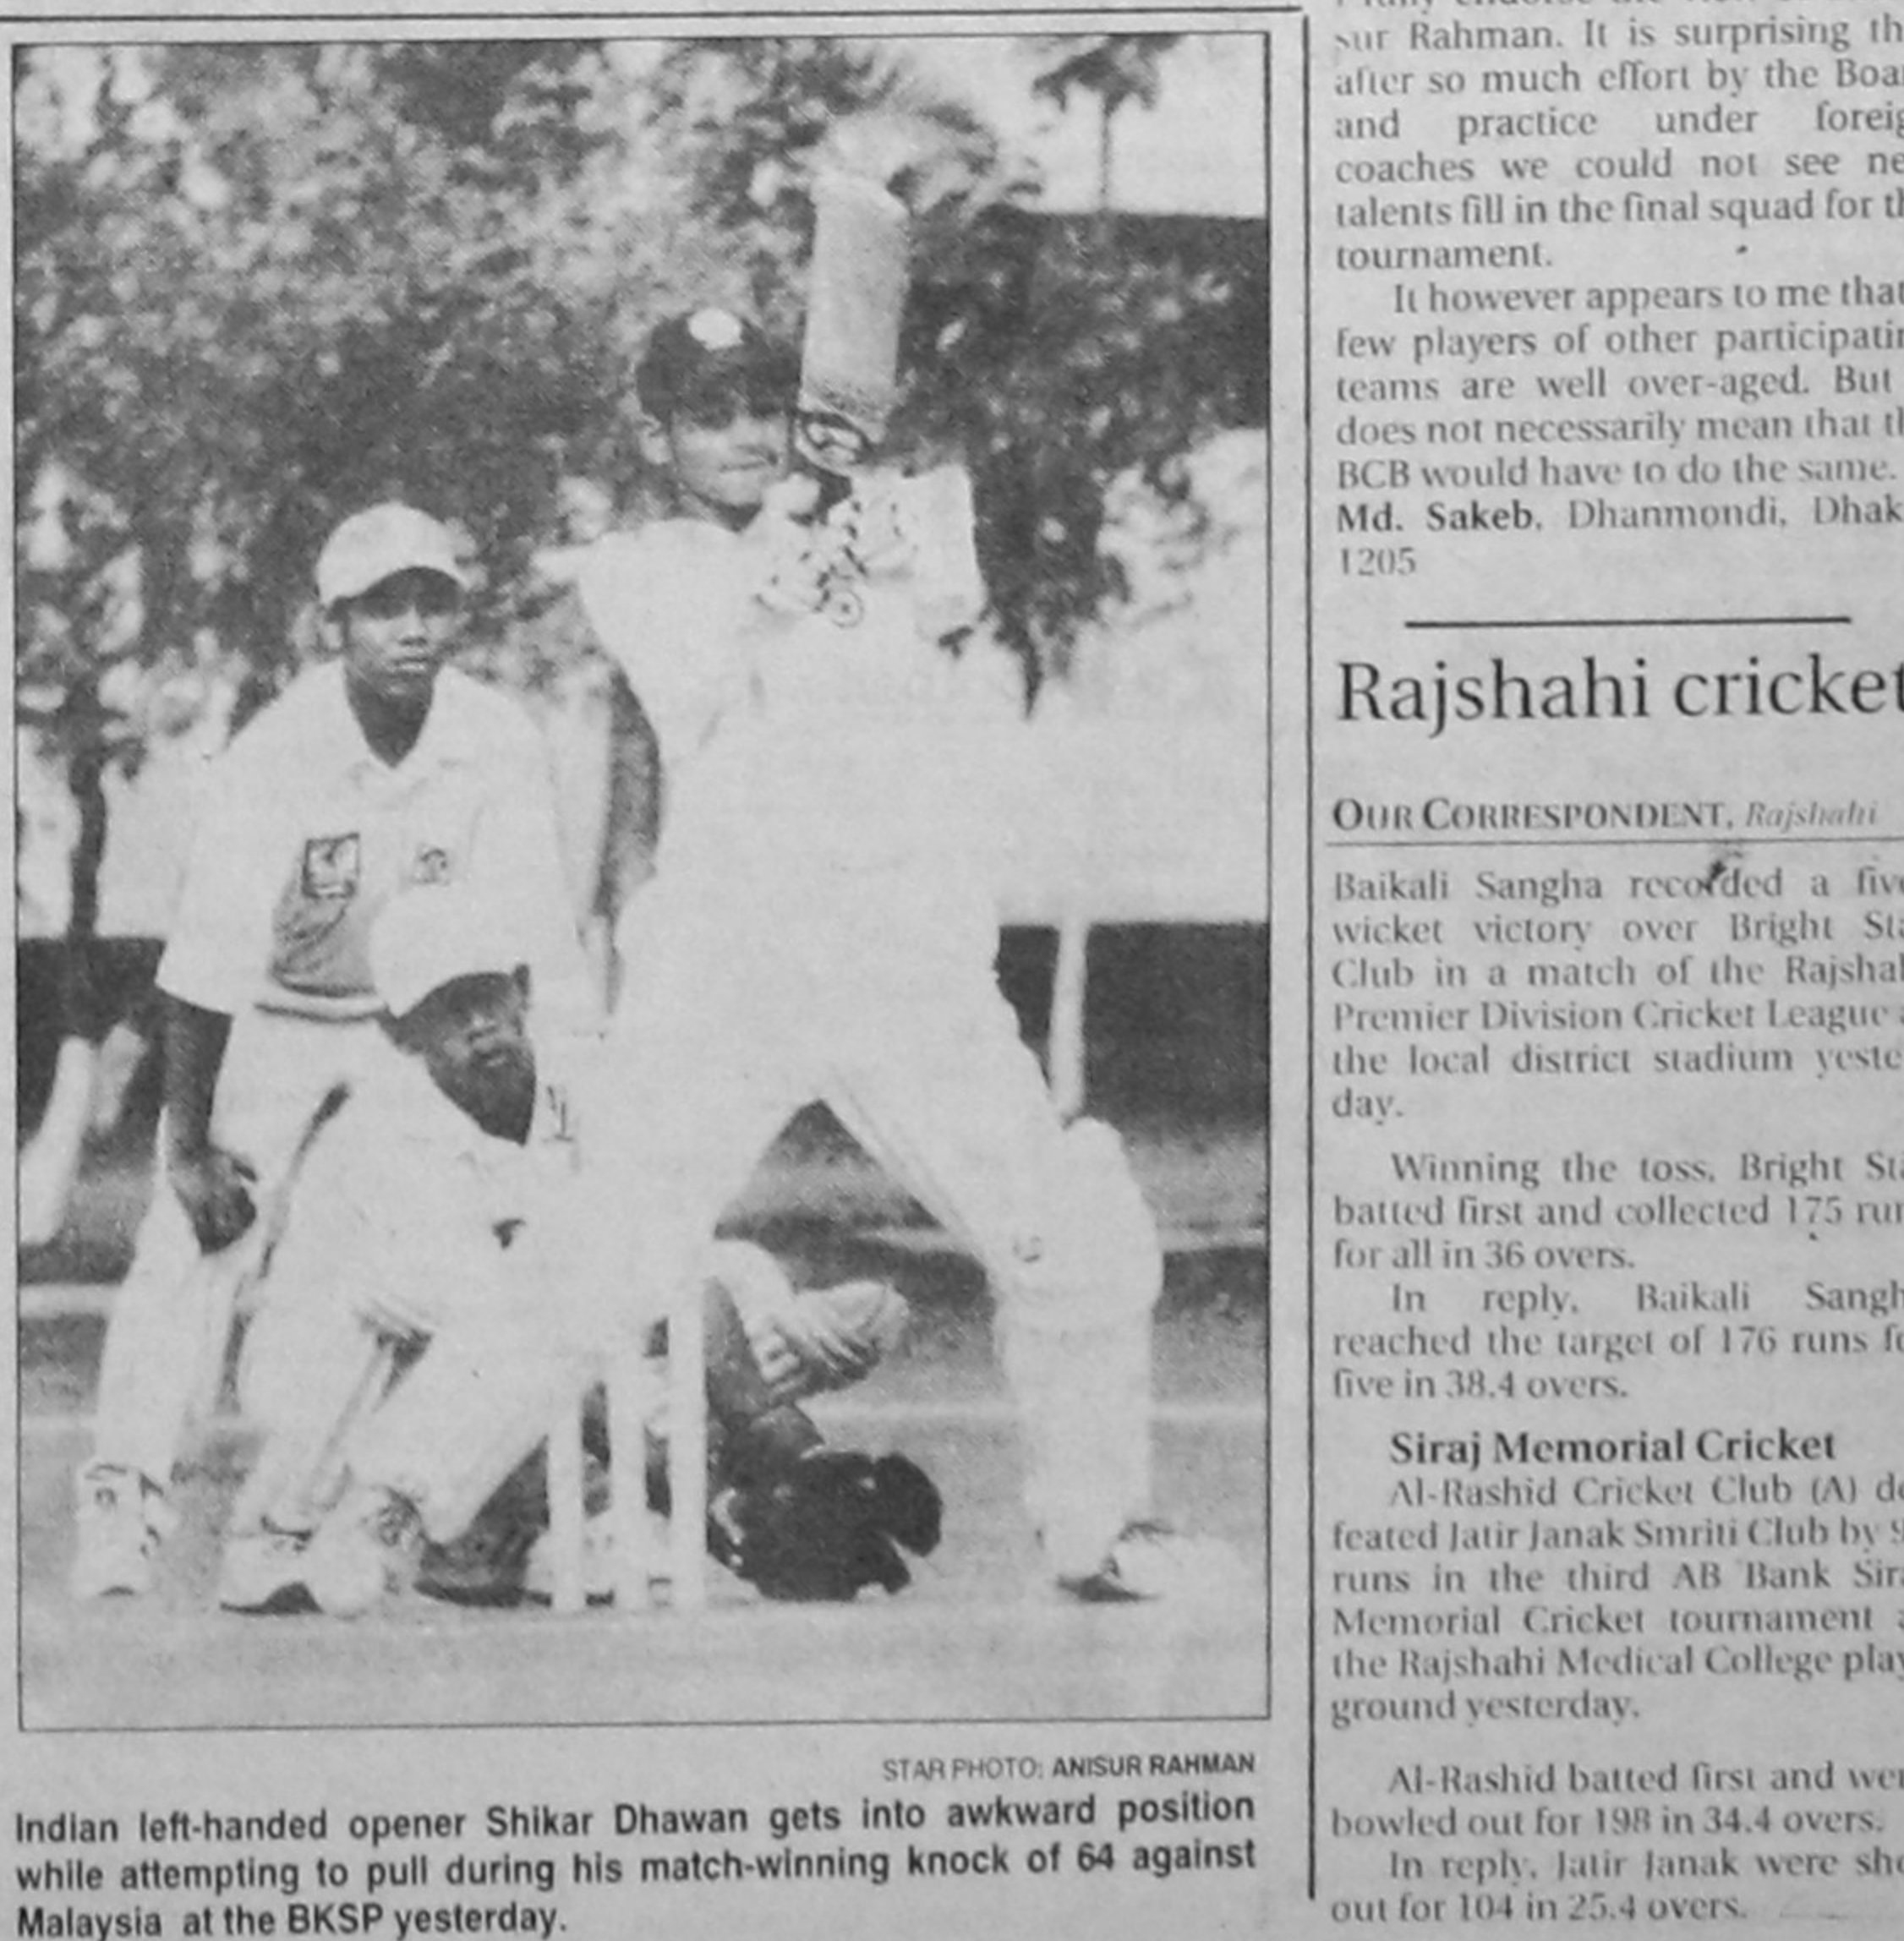 STAR PHOTO: ANISUR RAHMAN
Indian left-handed opener Shikar Dhawan gets into awkward position
while attempting to pull during his match-winning knock of 64 against
Malaysia at the BKSP yesterday.
sur Rahman. It is surprising th
after so much effort by the Boa
and practice under foreig
coaches we could not see ne
talents fill in the final squad for th
tournament.
It however appears to me that
few players of other participatin
teams are well over-aged. But
does not necessarily mean that th
BCB would have to do the same.
Md. Sakeb, Dhanmondi, Dhak
1205
Rajshahi cricket
OUR CORRESPONDENT, Rajshahi
Baikali Sangha recorded a five
wicket victory over Bright Sta
Club in a match of the Rajshah
Premier Division Cricket League a
the local district stadium yeste
day.
Winning the toss, Bright Sta
batted first and collected 175 run
for all in 36 overs.
In reply, Baikali Sangh
reached the target of 176 runs fo
five in 38.4 overs.
Siraj Memorial Cricket
Al-Rashid Cricket Club (A) de
feated Jatir Janak Smriti Club by 9
runs in the third AB Bank Sira
Memorial Cricket tournament a
the Rajshahi Medical College play
ground yesterday.
Al-Rashid batted first and wer
bowled out for 198 in 34.4 overs.
In reply, Jatir Janak were sho
out for 104 in 25.4 overs.